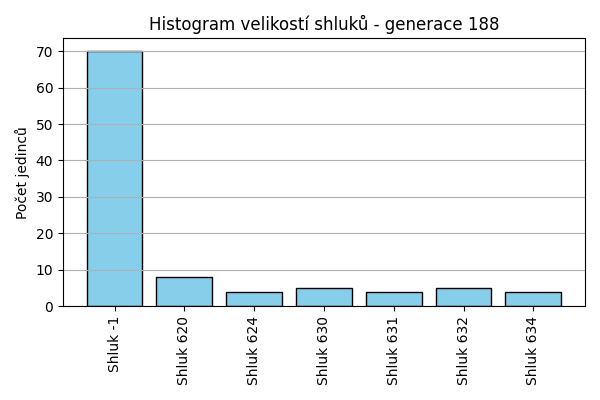 Histogram velikostí shluků - generace 188
Počet jedinců
70
60
50
40
30
20
10
0
Shluk -1
Shluk 620
Shluk 624
Shluk 630
Shluk 631
Shluk 632
Shluk 634